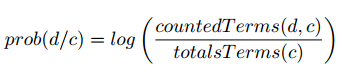 prob(d/c) = log ( countedTerms(d, c) / totalsTerms(c) )